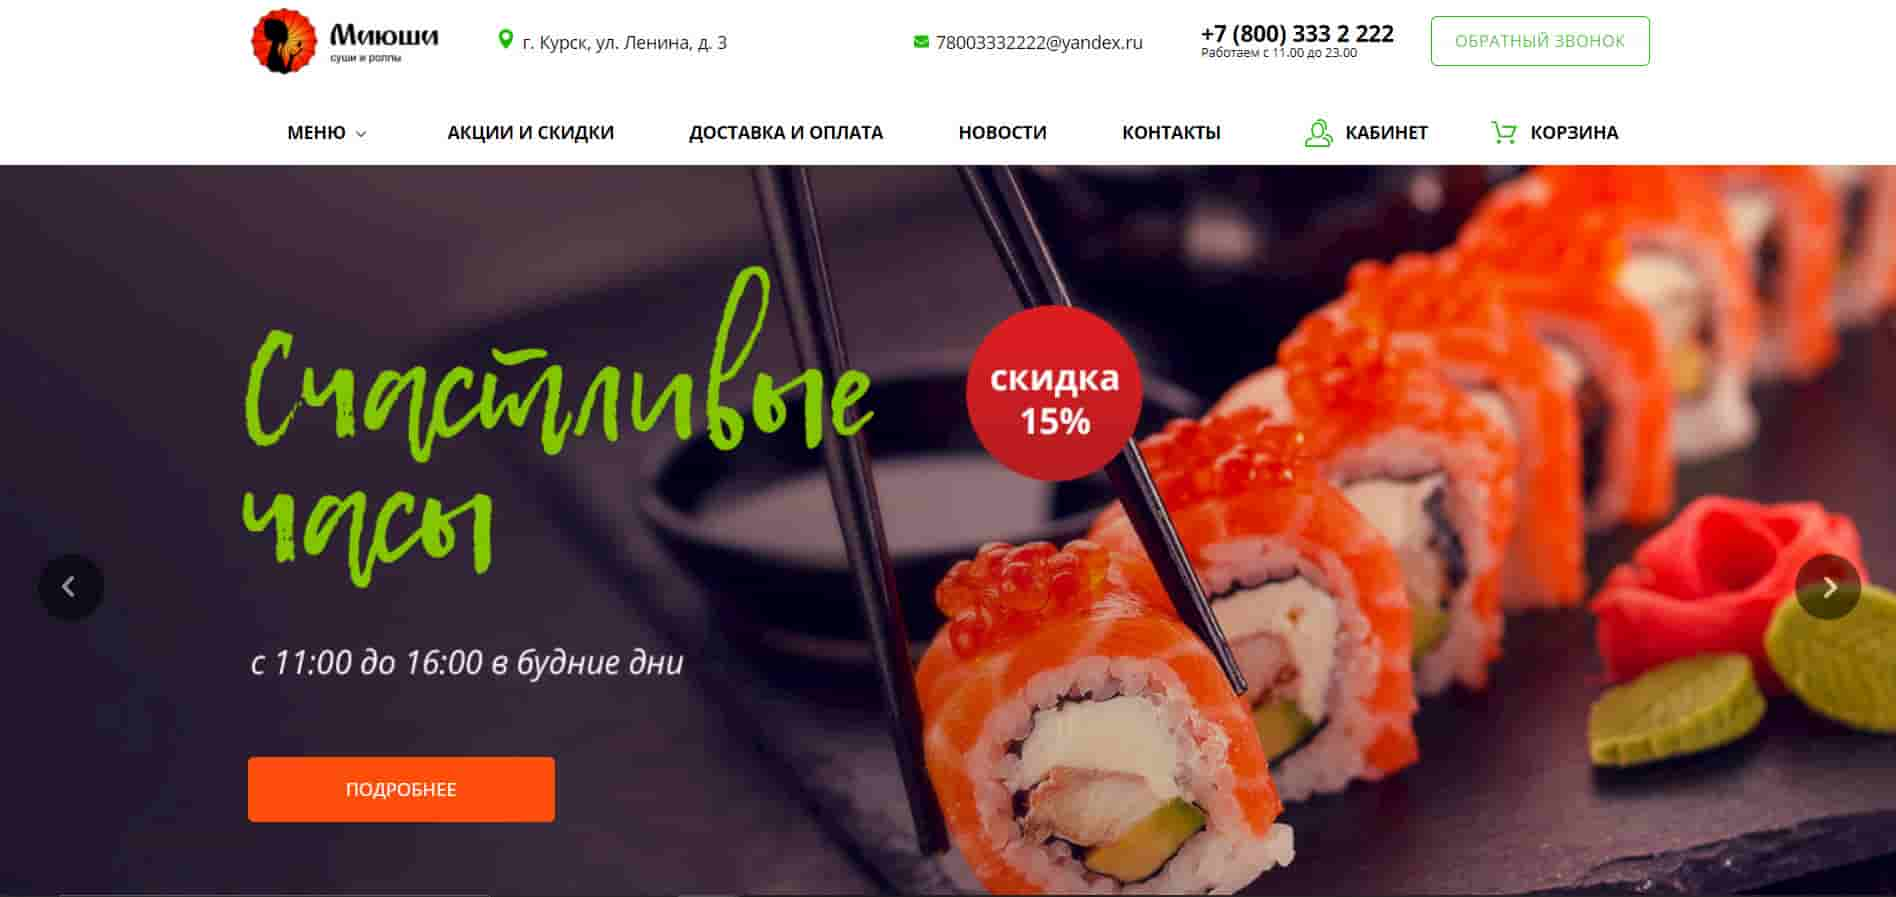 Миюши
суши и роллы
г. Курск, ул. Ленина, д. 3
78003332222@yandex.ru
+7 (800) 333 2 222
Работаем с 11.00 до 23.00
ОБРАТНЫЙ ЗВОНОК
МЕНЮ
АКЦИИ И СКИДКИ
ДОСТАВКА И ОПЛАТА
НОВОСТИ
КОНТАКТЫ
КАБИНЕТ
КОРЗИНА
Счастливые
часы
скидка
15%
с 11:00 до 16:00 в будние дни
ПОДРОБНЕЕ